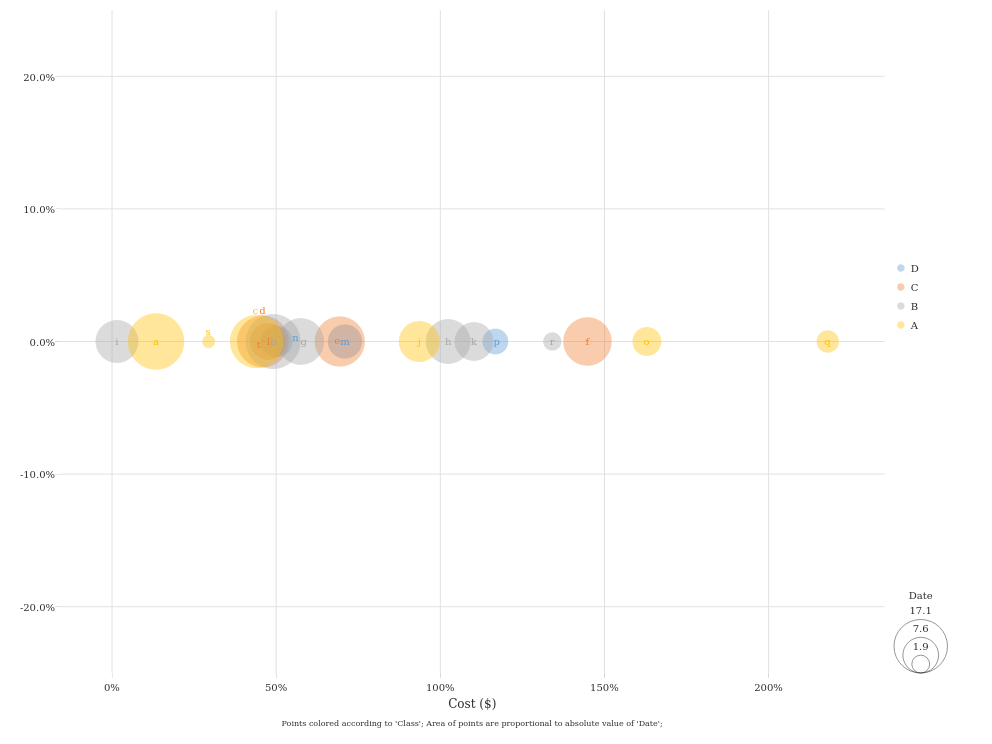 20.0%
10.0%
0.0%
-10.0%
-20.0%
c d
s
i a t l g n e m j h k p r f o q
D
C
B
A
Date
17.1
7.6
1.9
0% 50% 100% 150% 200%
Cost ($)
Points colored according to 'Class'; Area of points are proportional to absolute value of 'Date';